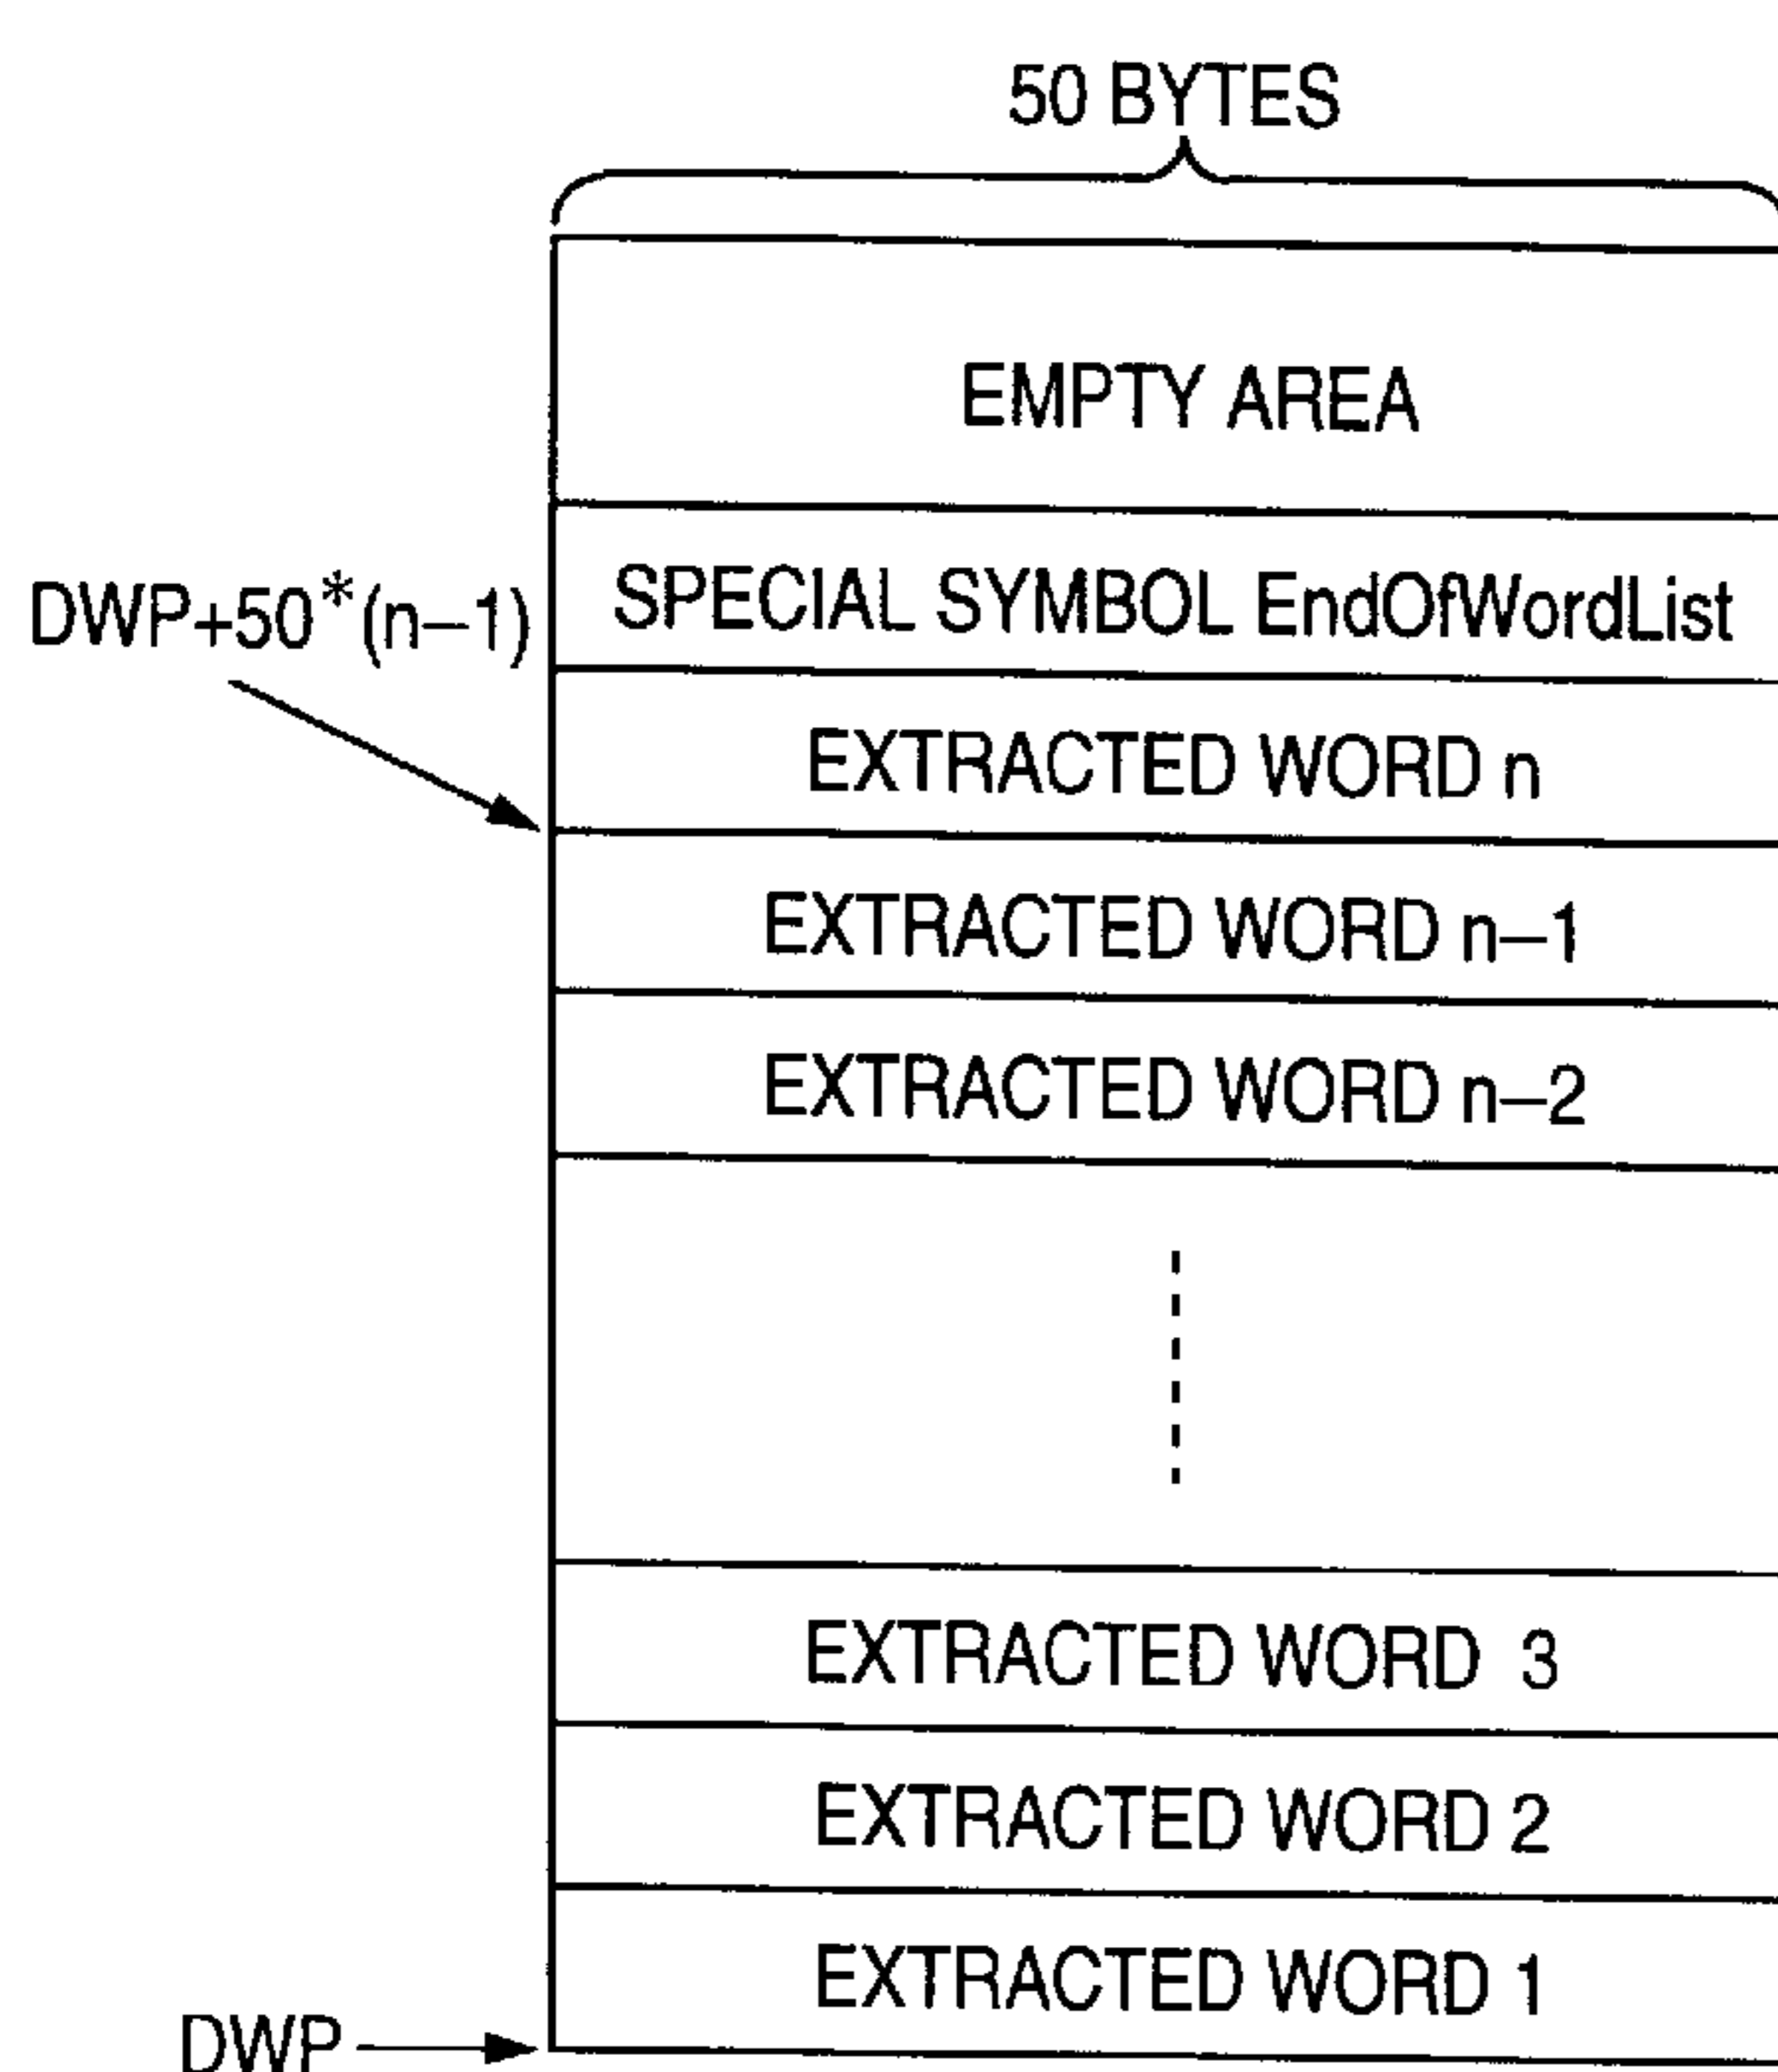 50 BYTES
EMPTY AREA
SPECIAL SYMBOL EndOfWordList
DWP+50*(n–1)
EXTRACTED WORD n
EXTRACTED WORD n–1
EXTRACTED WORD n–2
EXTRACTED WORD 3
EXTRACTED WORD 2
EXTRACTED WORD 1
DWP